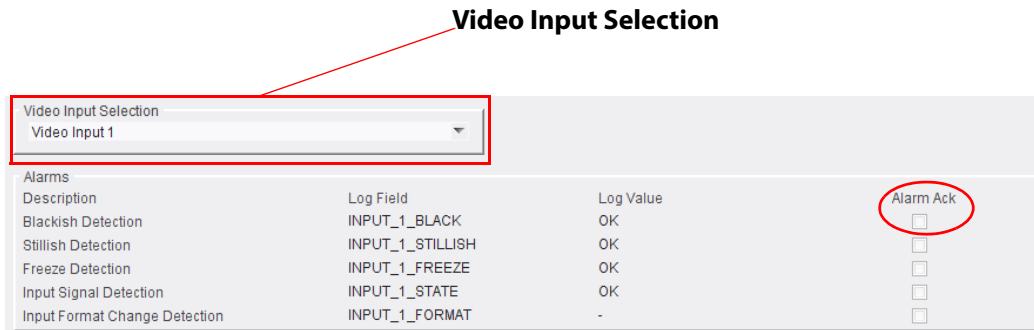 Video Input Selection
Video Input Selection
Video Input 1
Alarms
Description Log Field Log Value Alarm Ack
Blackish Detection INPUT_1_BLACK OK
Stillish Detection INPUT_1_STILLISH OK
Freeze Detection INPUT_1_FREEZE OK
Input Signal Detection INPUT_1_STATE OK
Input Format Change Detection INPUT_1_FORMAT -